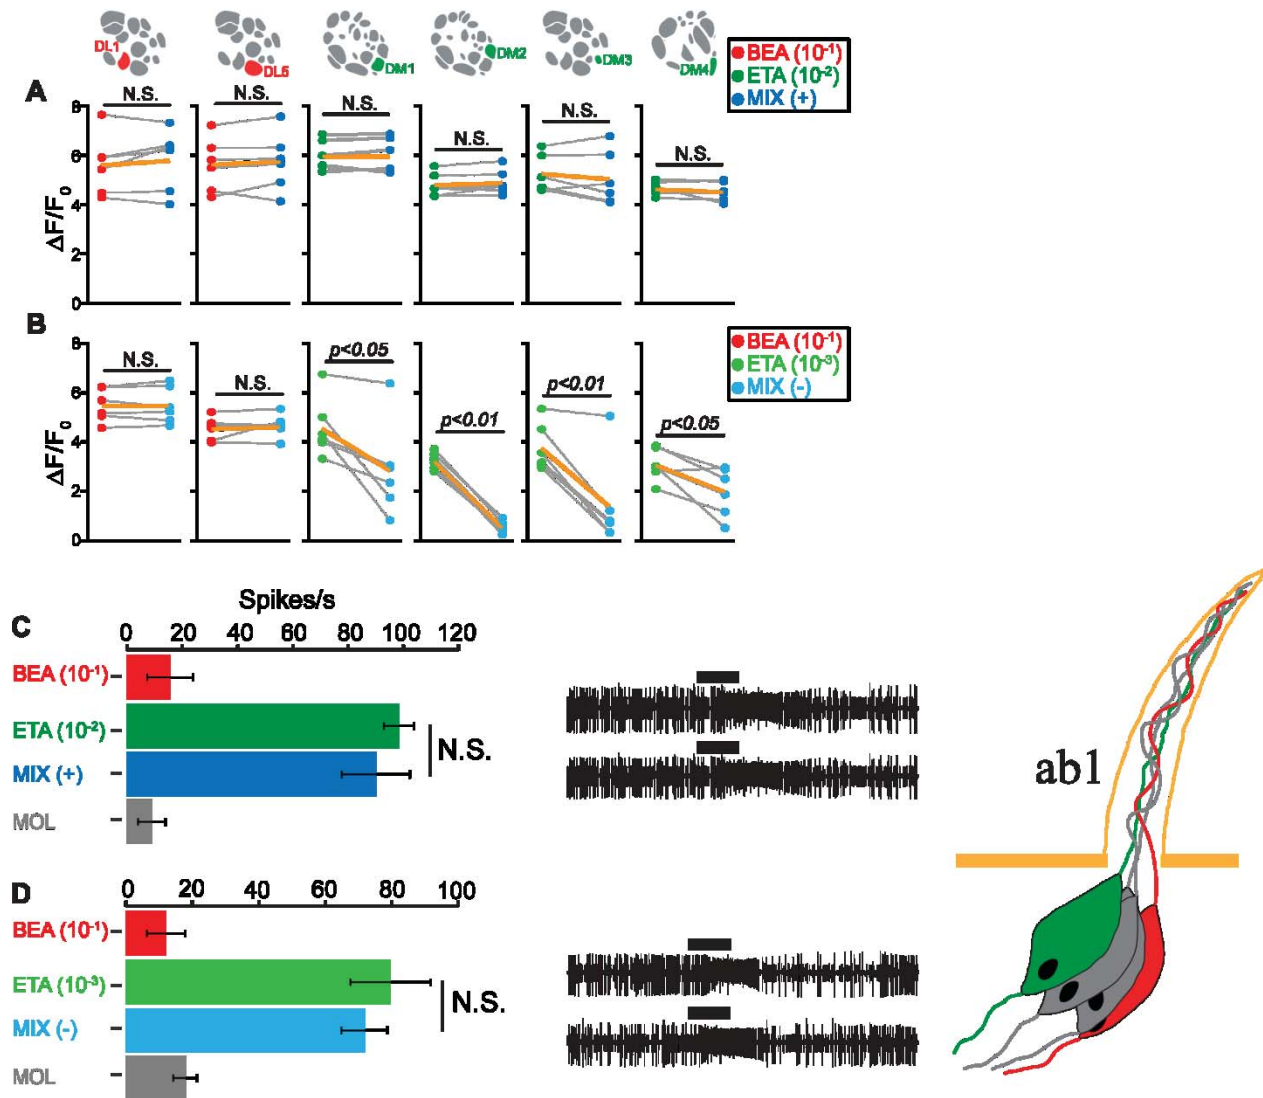 DL1
DL5
DM1
DM2
DM3
DM4
BEA (10⁻¹)
ETA (10⁻²)
MIX (+)
A
N.S. N.S. N.S. N.S. N.S. N.S.
8
6
4
2
0
ΔF/F₀
B
BEA (10⁻¹)
ETA (10⁻³)
MIX (-)
N.S. N.S. p<0.05 p<0.01 p<0.01 p<0.05
8
6
4
2
0
ΔF/F₀
Spikes/s
C
0 20 40 60 80 100 120
BEA (10⁻¹)
ETA (10⁻²)
MIX (+)
MOL
N.S.
D
0 20 40 60 80 100
BEA (10⁻¹)
ETA (10⁻³)
MIX (-)
MOL
N.S.
ab1